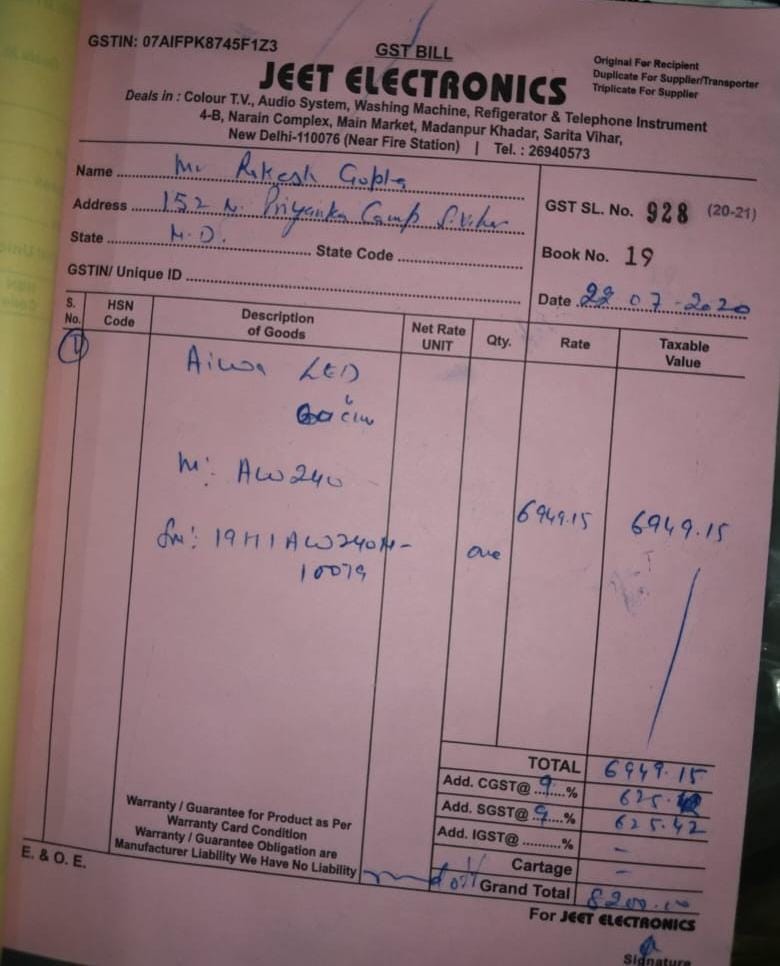 GSTIN: 07AIFPK8745F1Z3
GST BILL
Original For Recipient
Duplicate For Supplier/Transporter
Triplicate For Supplier
JEET ELECTRONICS
Deals in : Colour T.V., Audio System, Washing Machine, Refigerator & Telephone Instrument
4-B, Narain Complex, Main Market, Madanpur Khadar, Sarita Vihar,
New Delhi-110076 (Near Fire Station) | Tel. : 26940573
Name Mr Rakesh Gupta
Address 152 N. Priyanka Camp S. Vihar
State N.D. State Code
GSTIN/ Unique ID
GST SL. No. 928 (20-21)
Book No. 19
Date 22 07-2020
S. No. HSN Code Description of Goods Net Rate UNIT Qty. Rate Taxable Value
1 Aiwa LED
M: AW240
Sn: 19H1AW240N- 6949.15 6949.15
10079 one
TOTAL 6949.15
Add. CGST@ 9 % 625.42
Add. SGST@ 9 % 625.42
Add. IGST@ % -
Cartage -
Grand Total 8200.00
Warranty / Guarantee for Product as Per
Warranty Card Condition
Warranty / Guarantee Obligation are
Manufacturer Liability We Have No Liability
E. & O. E.
For JEET ELECTRONICS
Signature